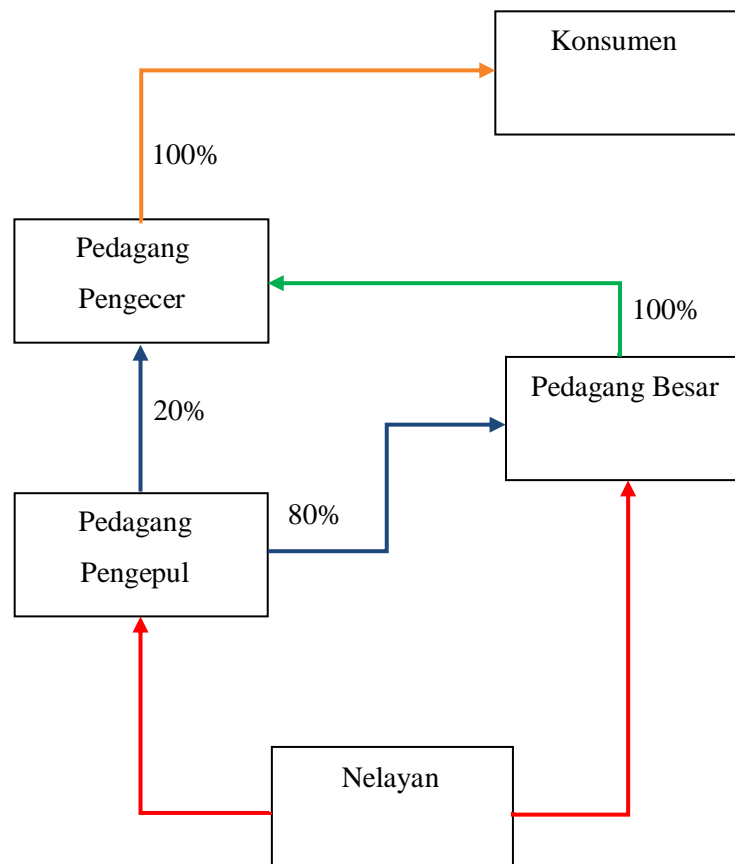 Konsumen
100%
Pedagang
Pengecer
100%
Pedagang Besar
20%
Pedagang
Pengepul
80%
Nelayan